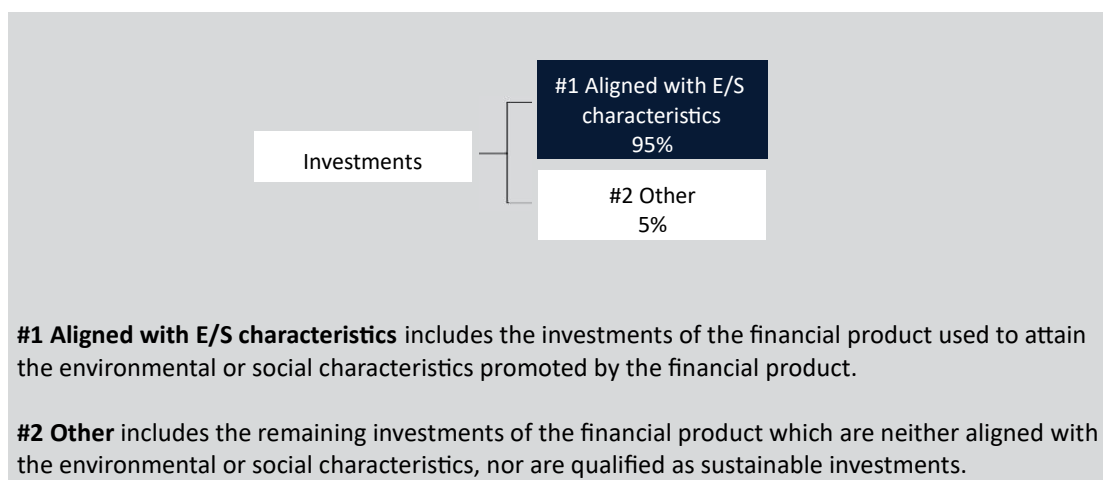 #1 Aligned with E/S
characteristics
95%
Investments
#2 Other
5%
#1 Aligned with E/S characteristics includes the investments of the financial product used to attain
the environmental or social characteristics promoted by the financial product.
#2 Other includes the remaining investments of the financial product which are neither aligned with
the environmental or social characteristics, nor are qualified as sustainable investments.